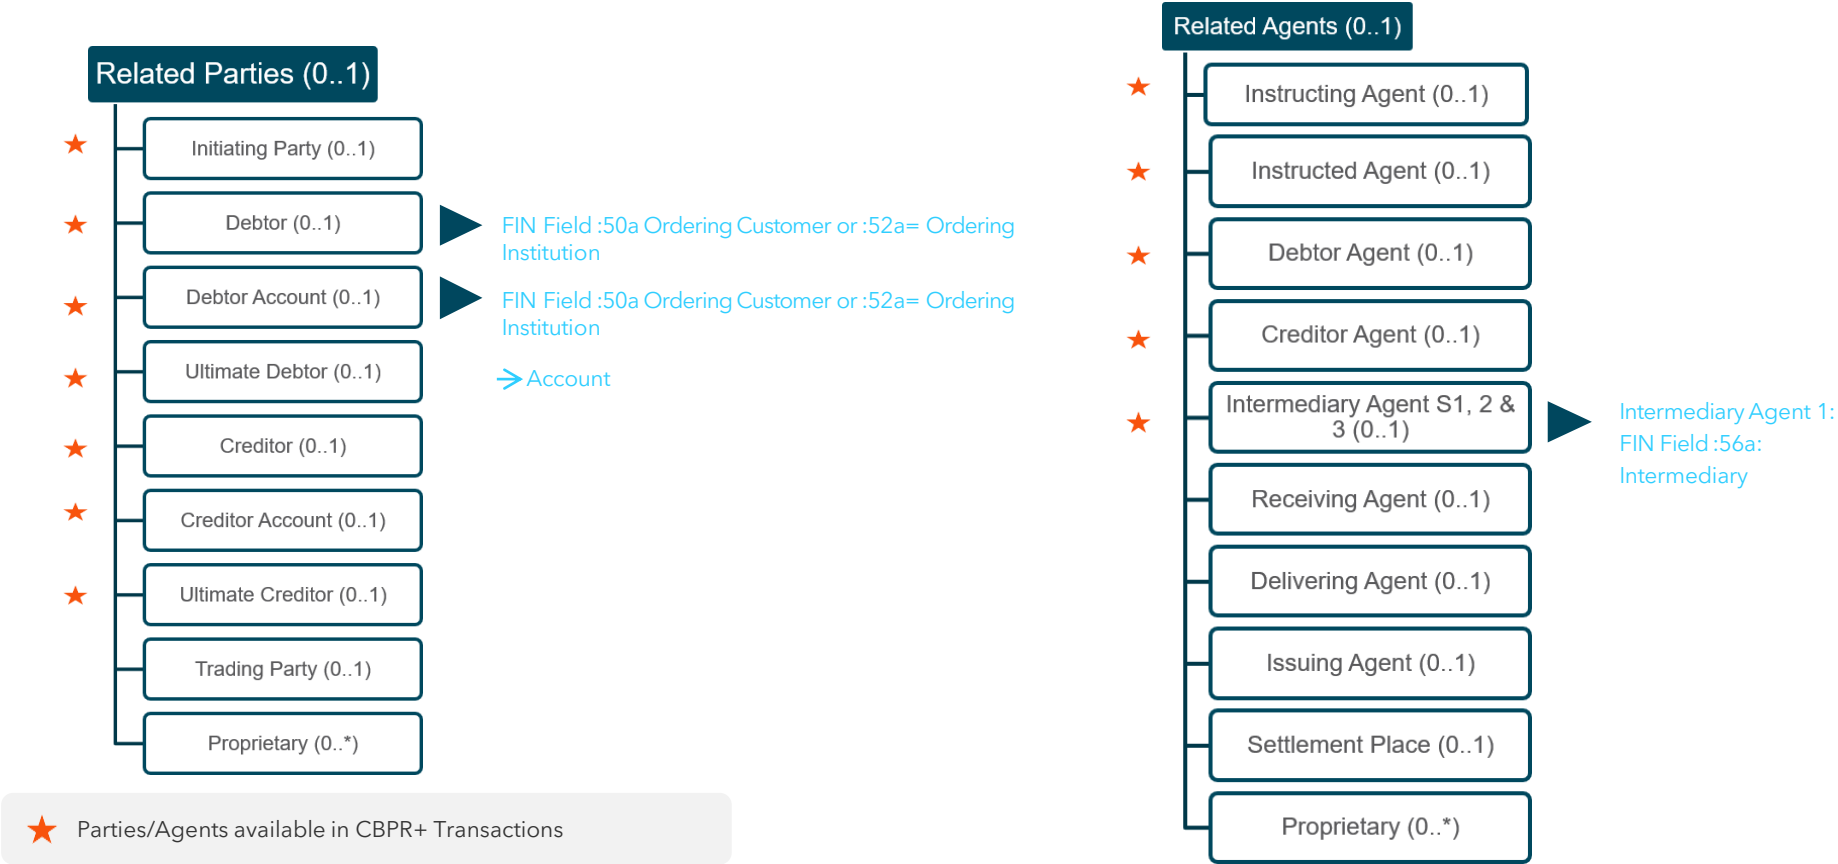 Related Parties (0..1)
Initiating Party (0..1)
Debtor (0..1)
FIN Field :50a Ordering Customer or :52a= Ordering
Institution
Debtor Account (0..1)
FIN Field :50a Ordering Customer or :52a= Ordering
Institution
Ultimate Debtor (0..1)
→ Account
Creditor (0..1)
Creditor Account (0..1)
Ultimate Creditor (0..1)
Trading Party (0..1)
Proprietary (0..*)
Parties/Agents available in CBPR+ Transactions
Related Agents (0..1)
Instructing Agent (0..1)
Instructed Agent (0..1)
Debtor Agent (0..1)
Creditor Agent (0..1)
Intermediary Agent S1, 2 &
3 (0..1)
Intermediary Agent 1:
FIN Field :56a:
Intermediary
Receiving Agent (0..1)
Delivering Agent (0..1)
Issuing Agent (0..1)
Settlement Place (0..1)
Proprietary (0..*)